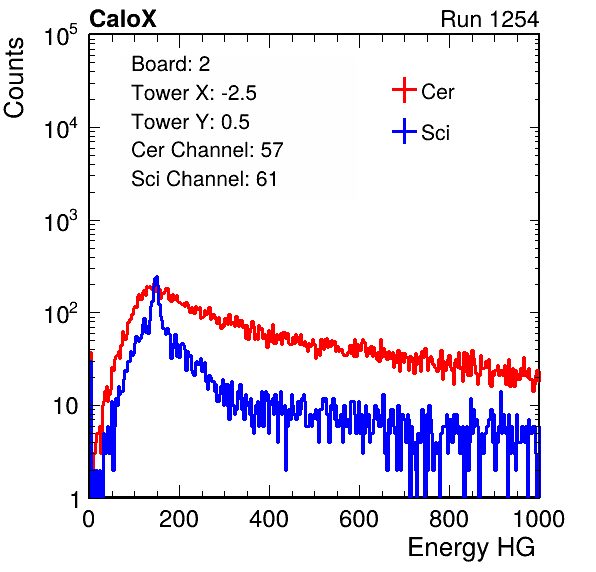 CaloX Run 1254
Counts
Board: 2
Tower X: -2.5
Tower Y: 0.5
Cer Channel: 57
Sci Channel: 61
Cer
Sci
10^5
10^4
10^3
10^2
10
1
0 200 400 600 800 1000
Energy HG